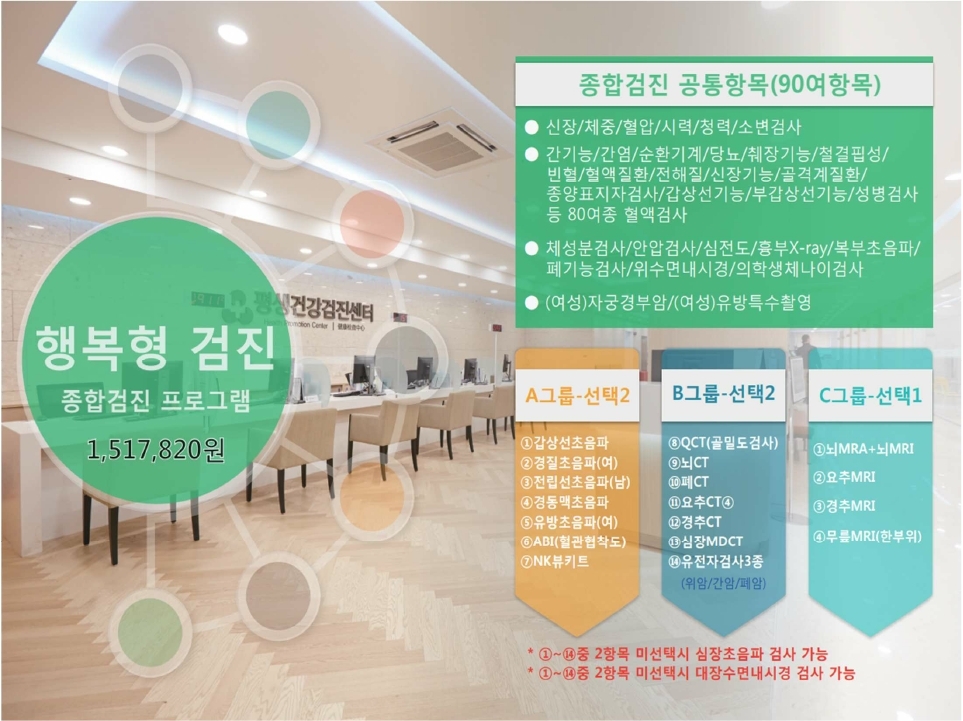 평생건강검진센터
Promotion Center | 健康检查中心
행복형 검진
종합검진 프로그램
1,517,820원
종합검진 공통항목(90여항목)
● 신장/체중/혈압/시력/청력/소변검사
● 간기능/간염/순환기계/당뇨/췌장기능/철결핍성/
빈혈/혈액질환/전해질/신장기능/골격계질환/
종양표지자검사/갑상선기능/부갑상선기능/성병검사
등 80여종 혈액검사
● 체성분검사/안압검사/심전도/흉부X-ray/복부초음파/
폐기능검사/위수면내시경/의학생체나이검사
● (여성)자궁경부암/(여성)유방특수촬영
A그룹-선택2
①갑상선초음파
②경질초음파(여)
③전립선초음파(남)
④경동맥초음파
⑤유방초음파(여)
⑥ABI(혈관협착도)
⑦NK뷰키트
B그룹-선택2
⑧QCT(골밀도검사)
⑨뇌CT
⑩폐CT
⑪요추CT④
⑫경추CT
⑬심장MDCT
⑭유전자검사3종
(위암/간암/폐암)
C그룹-선택1
①뇌MRA+뇌MRI
②요추MRI
③경추MRI
④무릎MRI(한부위)
* ①~⑭중 2항목 미선택시 심장초음파 검사 가능
* ①~⑭중 2항목 미선택시 대장수면내시경 검사 가능